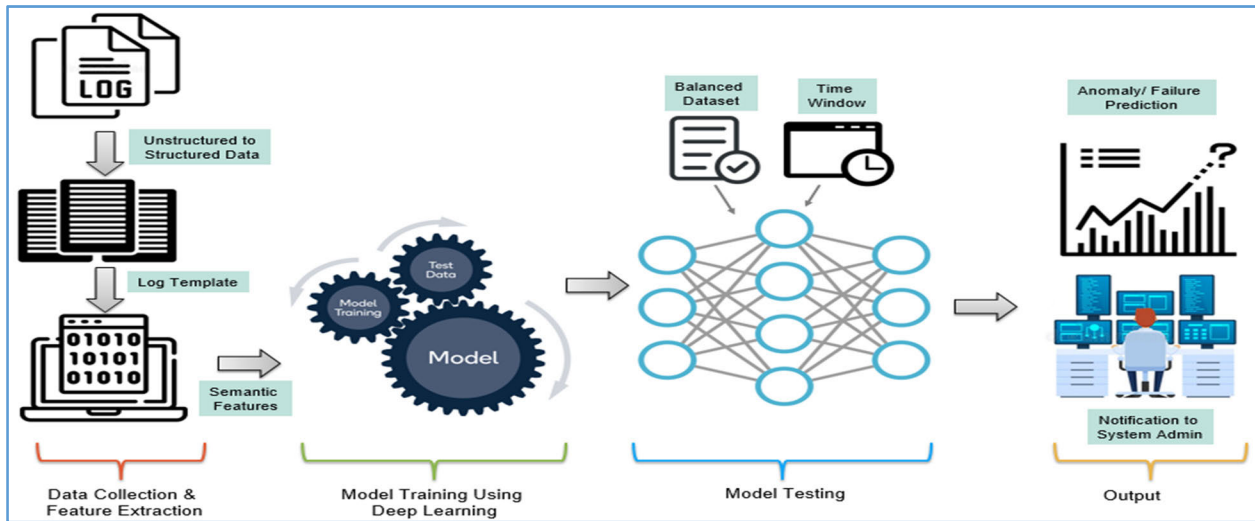 LOG
Unstructured to
Structured Data
Log Template
01010
10101
01010
Semantic
Features
Data Collection &
Feature Extraction
Test
Data
Model
Training
Model
Model Training Using
Deep Learning
Balanced
Dataset
Time
Window
Model Testing
Anomaly/ Failure
Prediction
?
Notification to
System Admin
Output